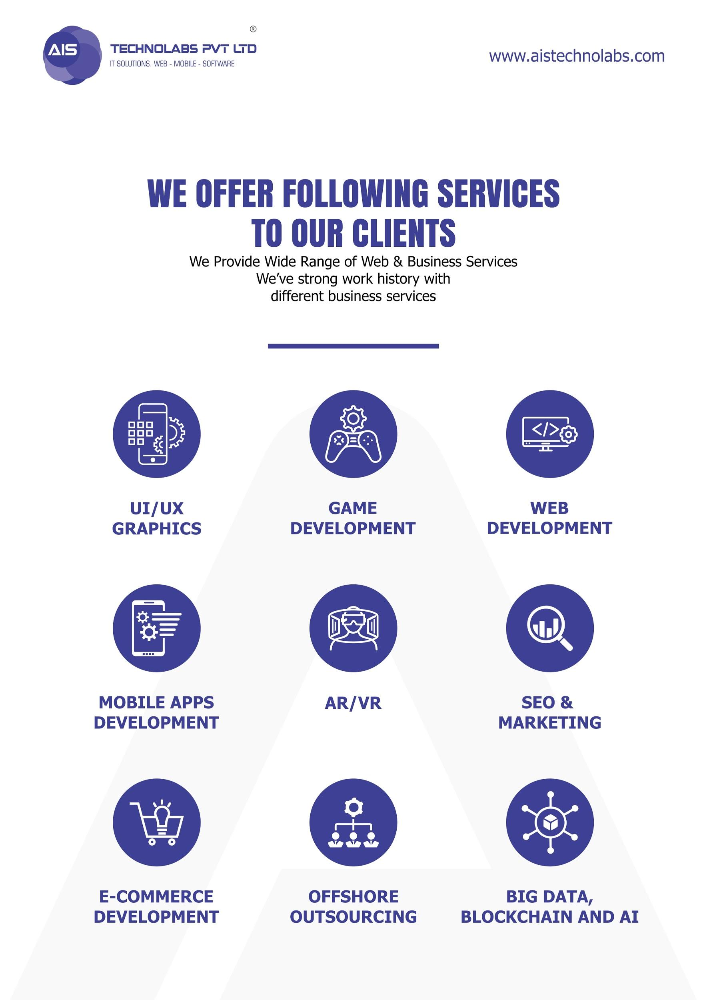 ®
AIS
TECHNOLABS PVT LTD
IT SOLUTIONS. WEB - MOBILE - SOFTWARE
www.aistechnolabs.com
WE OFFER FOLLOWING SERVICES
TO OUR CLIENTS
We Provide Wide Range of Web & Business Services
We’ve strong work history with
different business services
</>
UI/UX
GRAPHICS
GAME
DEVELOPMENT
WEB
DEVELOPMENT
MOBILE APPS
DEVELOPMENT
AR/VR
SEO &
MARKETING
E-COMMERCE
DEVELOPMENT
OFFSHORE
OUTSOURCING
BIG DATA,
BLOCKCHAIN AND AI